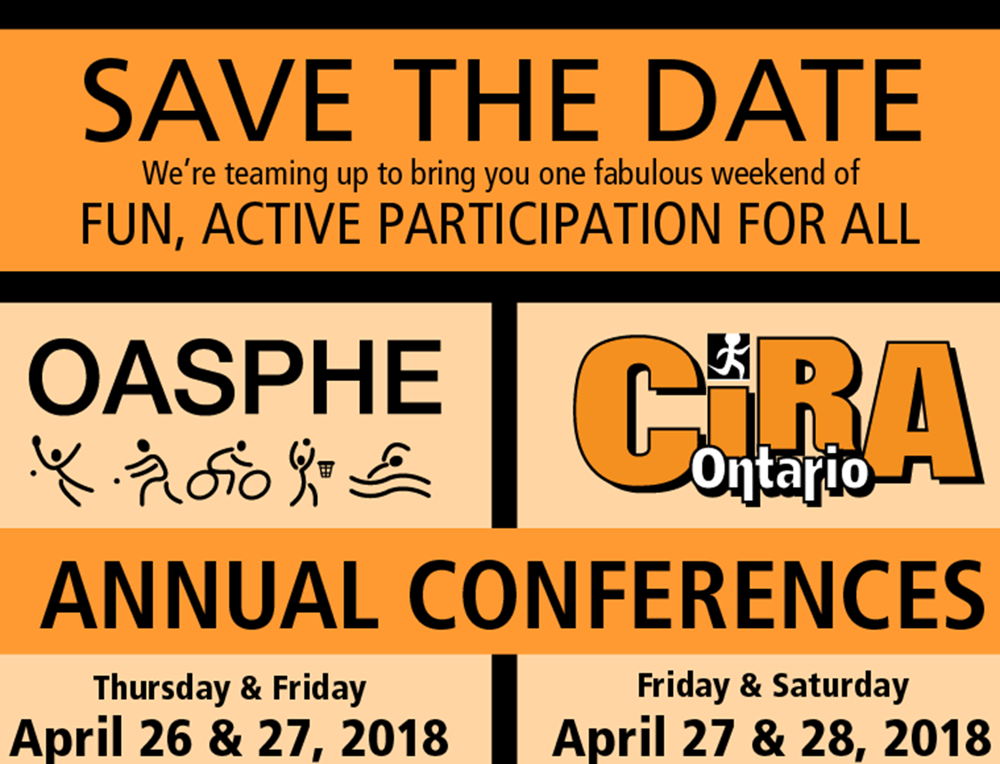 SAVE THE DATE
We’re teaming up to bring you one fabulous weekend of
FUN, ACTIVE PARTICIPATION FOR ALL
OASPHE
CiRA
Ontario
ANNUAL CONFERENCES
Thursday & Friday
April 26 & 27, 2018
Friday & Saturday
April 27 & 28, 2018